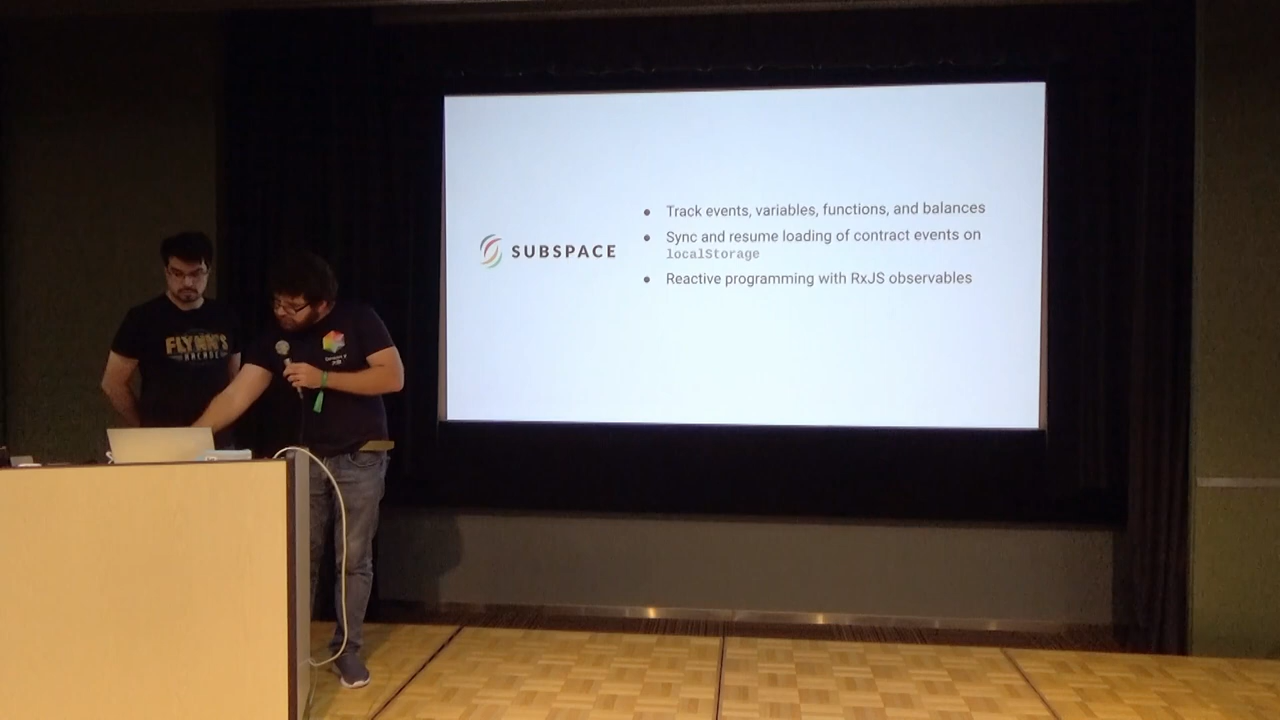 SUBSPACE
Track events, variables, functions, and balances
Sync and resume loading of contract events on
localStorage
Reactive programming with RxJS observables
FLYNN'S
ARCADE